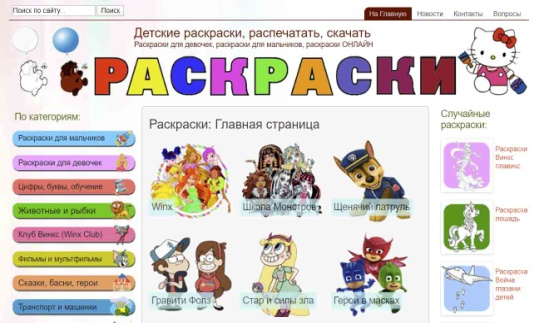 Поиск по сайту...
Поиск
На Главную
Новости
Контакты
Вопросы
Детские раскраски, распечатать, скачать
Раскраски для девочек, раскраски для мальчиков, раскраски ОНЛАЙН
РАСКРАСКИ
По категориям:
Раскраски для мальчиков
Раскраски для девочек
Цифры, буквы, обучение
Животные и рыбки
Клуб Винкс (Winx Club)
Фильмы и мультфильмы
Сказки, басни, герои
Транспорт и машинки
Раскраски: Главная страница
Winx
Школа Монстров
Щенячий патруль
Гравити Фолз
Стар и силы зла
Герои в масках
Случайные
раскраски:
Раскраски
Винкс
Раскраска
лошадь
Раскраска
Война
глазами
детей